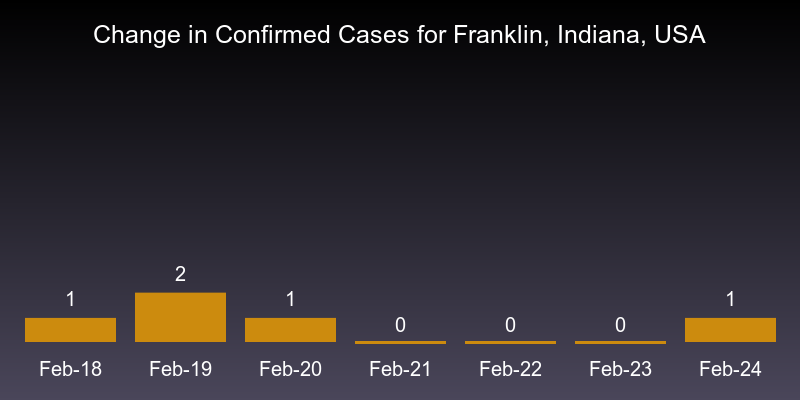 Change in Confirmed Cases for Franklin, Indiana, USA
2
1
1
1
0
0
0
Feb-18
Feb-19
Feb-20
Feb-21
Feb-22
Feb-23
Feb-24